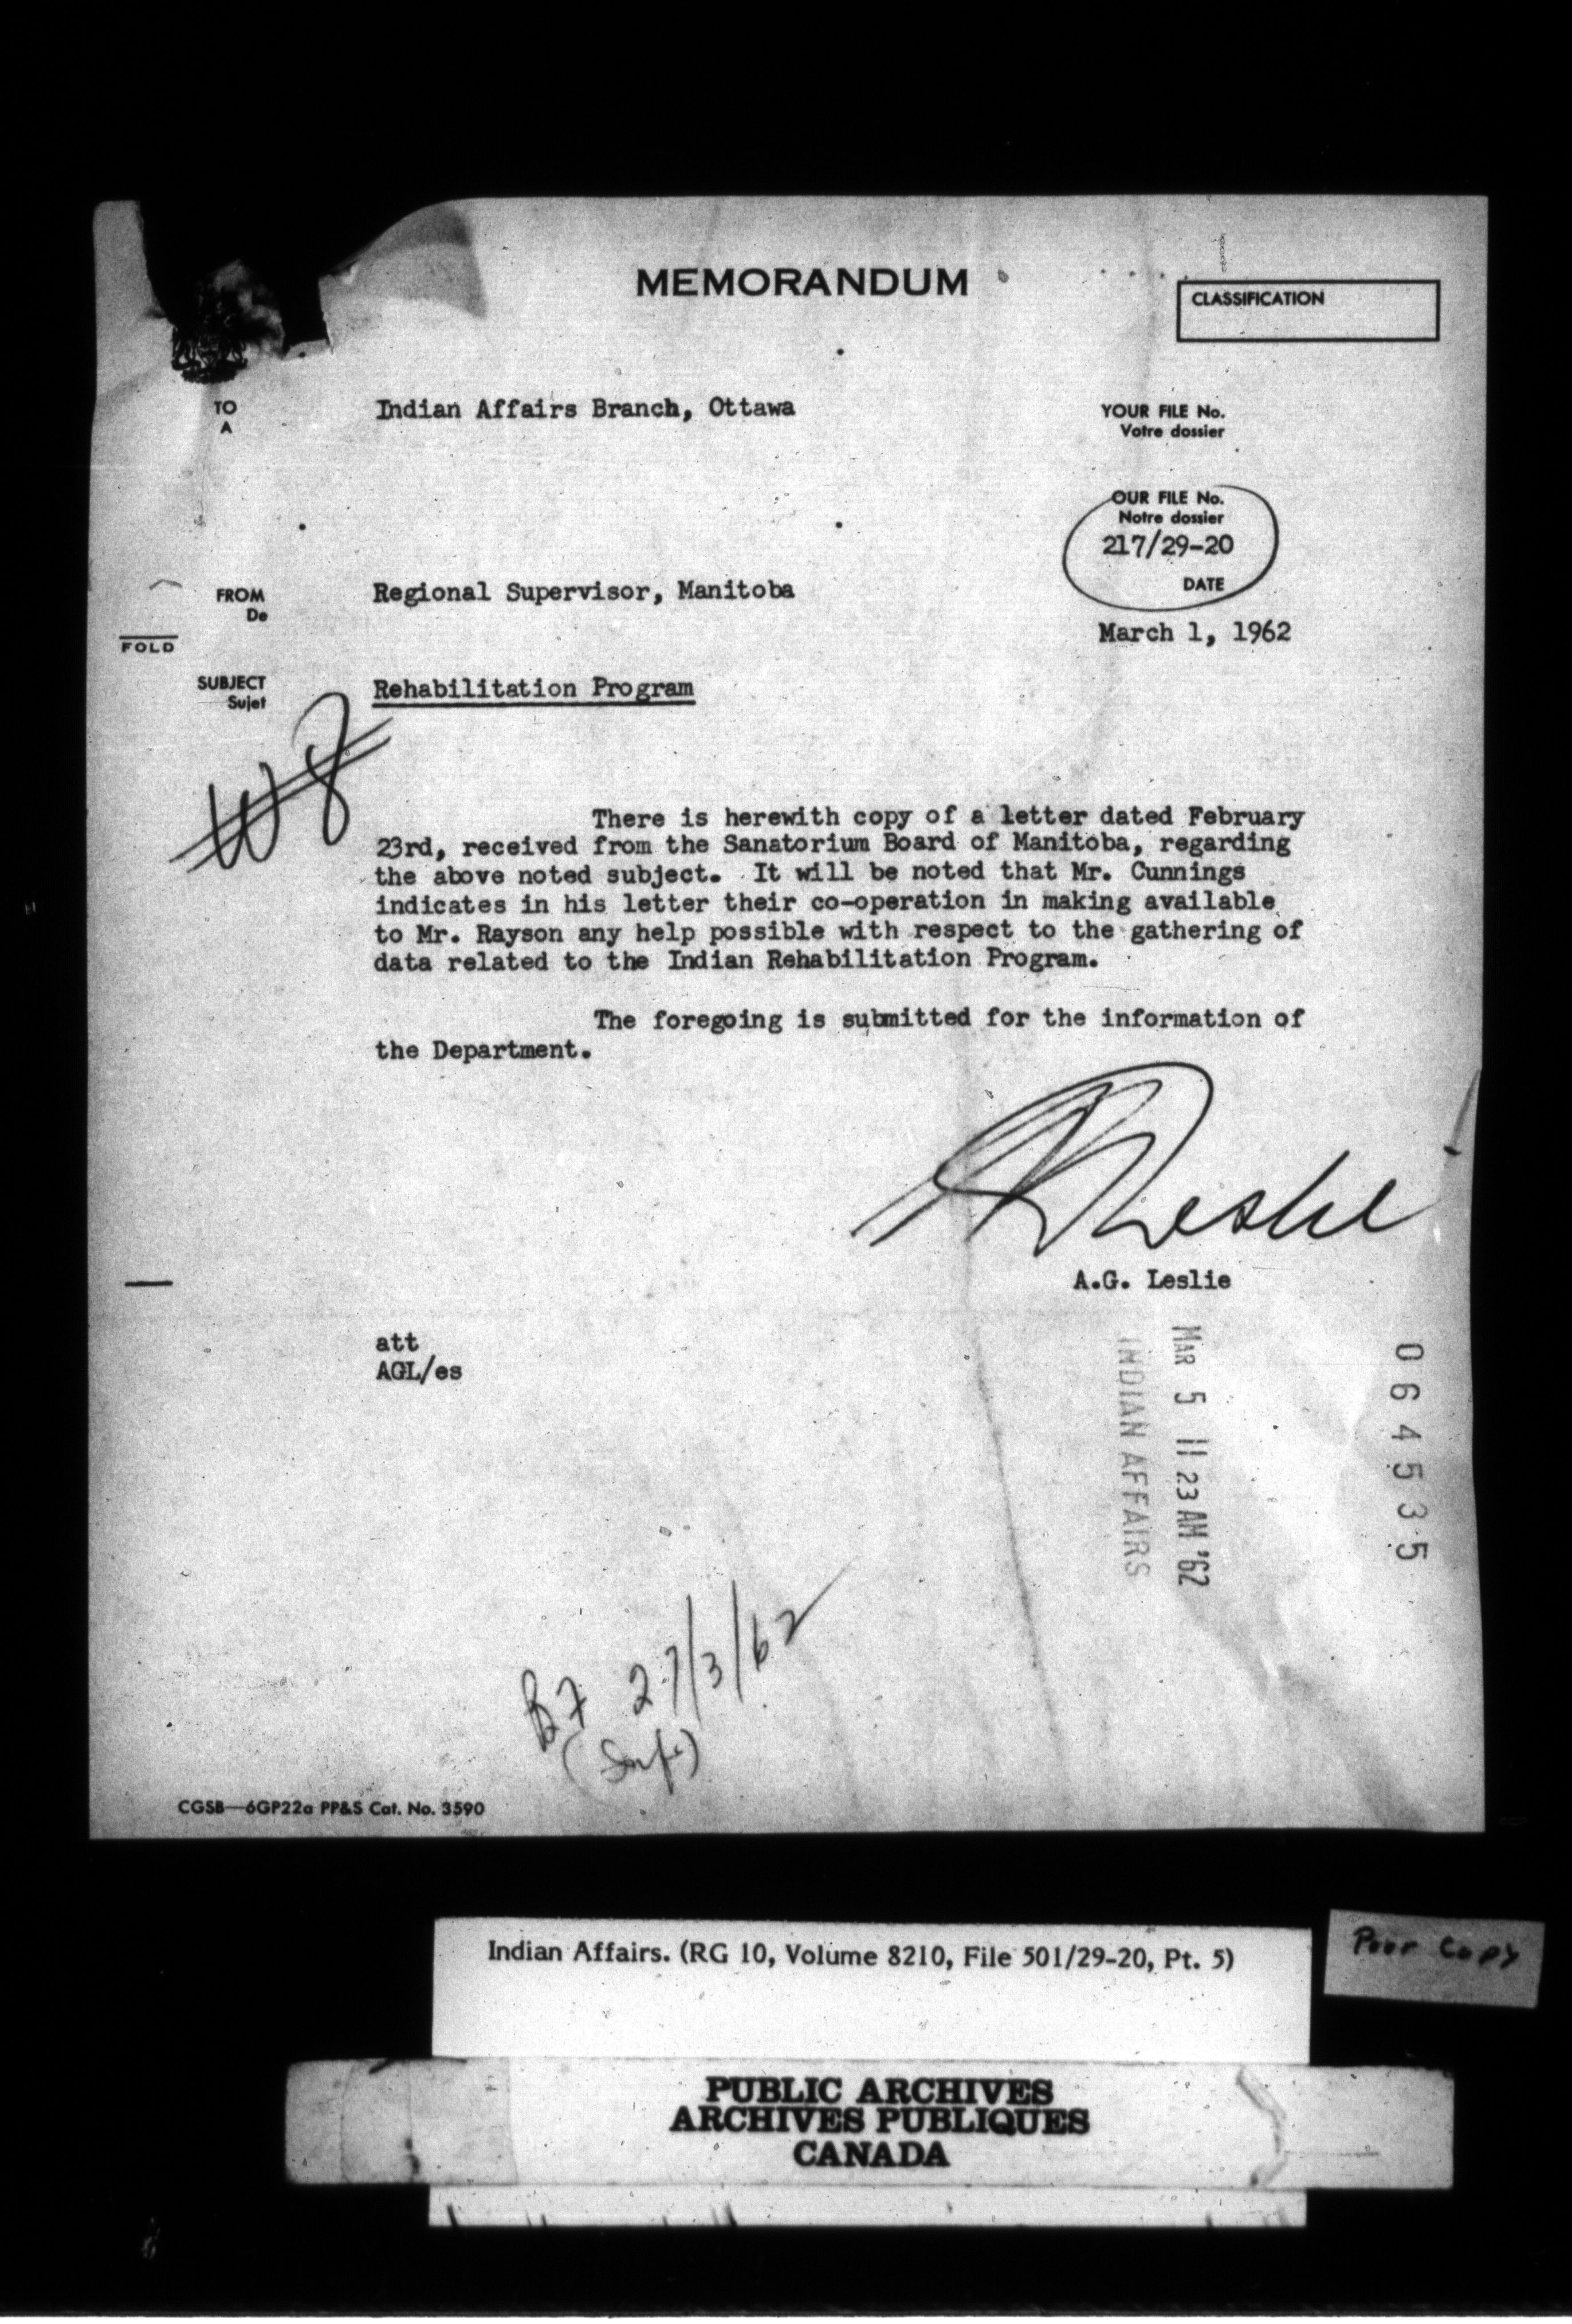 MEMORANDUM
CLASSIFICATION
TO
A
Indian Affairs Branch, Ottawa
YOUR FILE No.
Votre dossier
OUR FILE No.
Notre dossier
217/29-20
DATE
March 1, 1962
FROM
De
Regional Supervisor, Manitoba
FOLD
SUBJECT
Sujet
Rehabilitation Program
W8
There is herewith copy of a letter dated February
23rd, received from the Sanatorium Board of Manitoba, regarding
the above noted subject. It will be noted that Mr. Cunnings
indicates in his letter their co-operation in making available
to Mr. Rayson any help possible with respect to the gathering of
data related to the Indian Rehabilitation Program.
The foregoing is submitted for the information of
the Department.
A Leslie
A.G. Leslie
att
AGL/es
MAR 5 11 23 AM '62
INDIAN AFFAIRS
064535
BF 27/3/62
CGSB—6GP22a PP&S Cat. No. 3590
Indian Affairs. (RG 10, Volume 8210, File 501/29-20, Pt. 5)
Poor Copy
PUBLIC ARCHIVES
ARCHIVES PUBLIQUES
CANADA